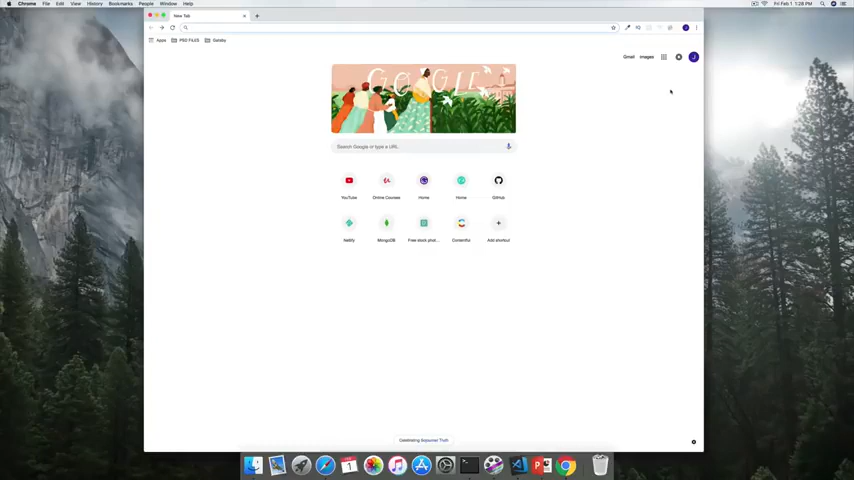 Chrome File Edit View History Bookmarks People Window Help Fri Feb 1 1:28 PM
New Tab
Apps PSD FILES Gatsby
Gmail Images J
GOOGLE
Search Google or type a URL
YouTube Online Courses Home Home GitHub
Netlify MongoDB Free stock phot... Contentful Add shortcut
Celebrating Sojourner Truth